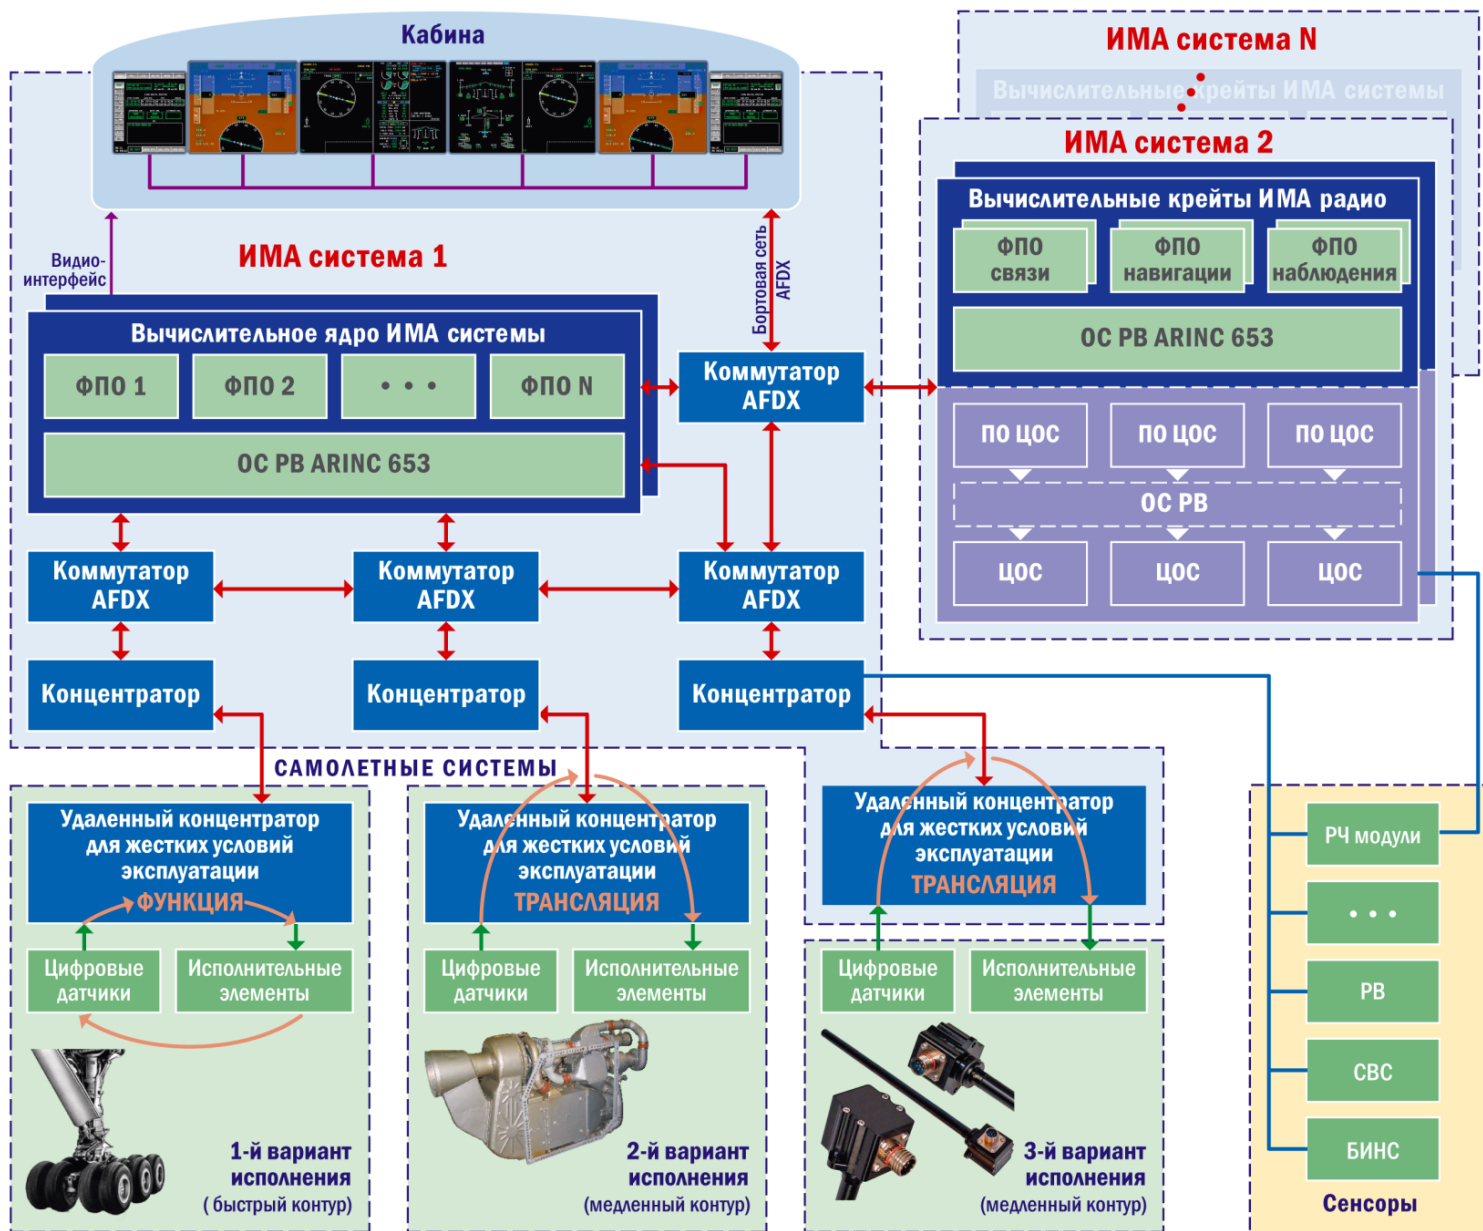 Кабина
ИМА система N
Вычислительные крейты ИМА системы
ИМА система 2
Вычислительные крейты ИМА радио
ФПО
связи
ФПО
навигации
ФПО
наблюдения
ОС РВ ARINC 653
ПО ЦОС
ПО ЦОС
ПО ЦОС
ОС РВ
ЦОС
ЦОС
ЦОС
Видио-
интерфейс
ИМА система 1
Бортовая сеть
AFDX
Вычислительное ядро ИМА системы
ФПО 1
ФПО 2
• • •
ФПО N
ОС РВ ARINC 653
Коммутатор
AFDX
Коммутатор
AFDX
Коммутатор
AFDX
Коммутатор
AFDX
Концентратор
Концентратор
Концентратор
САМОЛЕТНЫЕ СИСТЕМЫ
Удаленный концентратор
для жестких условий
эксплуатации
ФУНКЦИЯ
Цифровые
датчики
Исполнительные
элементы
1-й вариант
исполнения
( быстрый контур)
Удаленный концентратор
для жестких условий
эксплуатации
ТРАНСЛЯЦИЯ
Цифровые
датчики
Исполнительные
элементы
2-й вариант
исполнения
(медленный контур)
Удаленный концентратор
для жестких условий
эксплуатации
ТРАНСЛЯЦИЯ
Цифровые
датчики
Исполнительные
элементы
3-й вариант
исполнения
(медленный контур)
РЧ модули
• • •
РВ
СВС
БИНС
Сенсоры